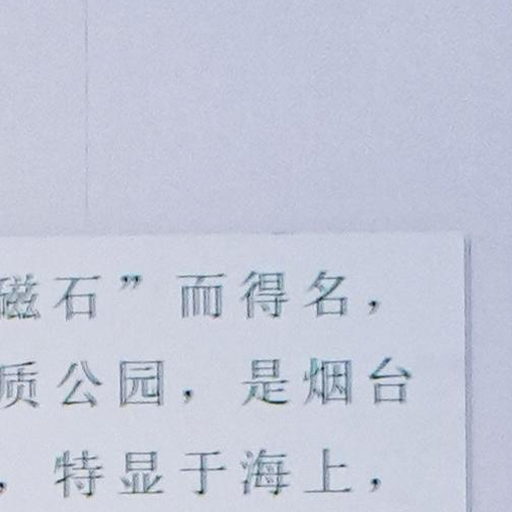 磁石”而得名，
质公园，是烟台
，特显于海上，